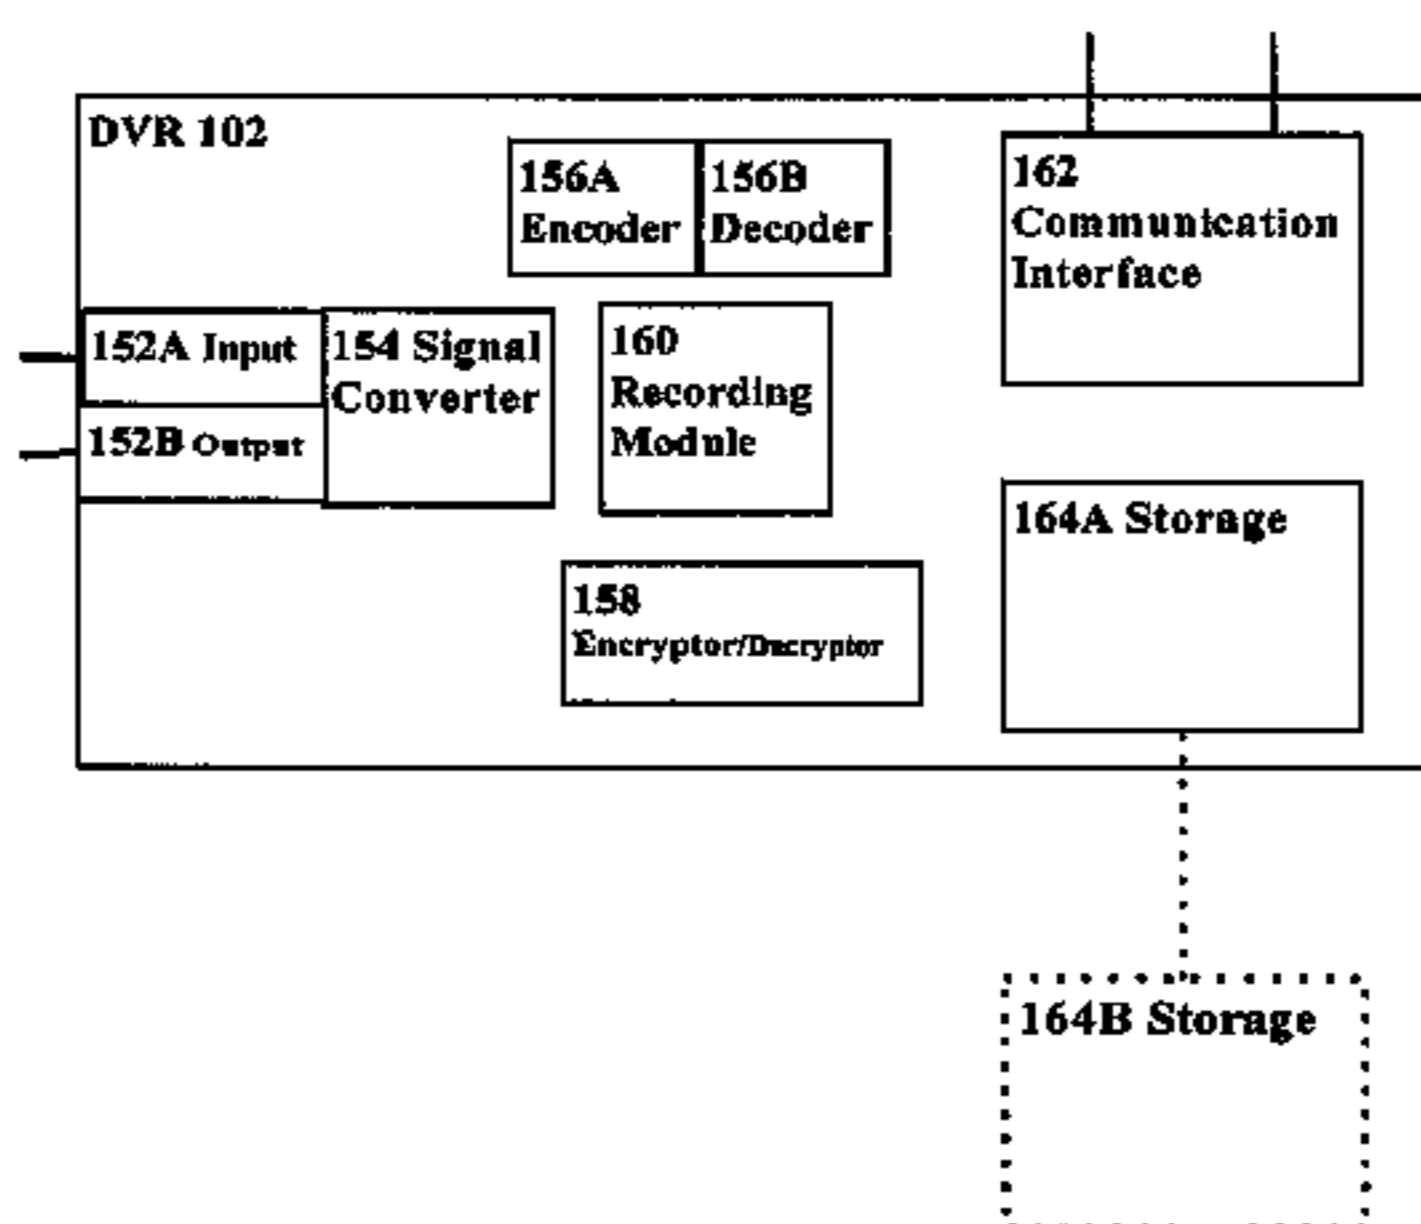 DVR 102
156A
Encoder
156B
Decoder
162
Communication
Interface
152A Input
154 Signal
Converter
152B Output
160
Recording
Module
164A Storage
158
Encryptor/Decryptor
164B Storage